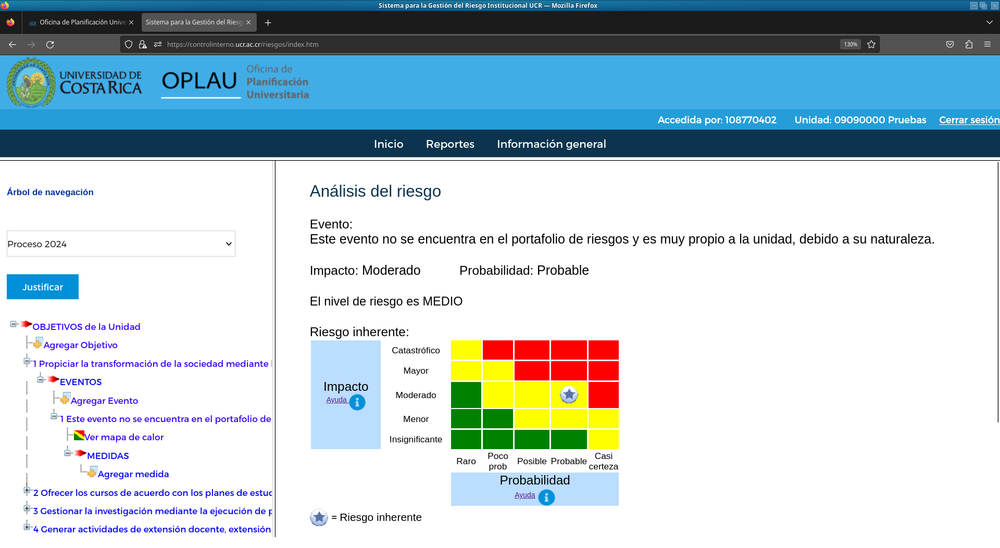 Sistema para la Gestión del Riesgo Institucional UCR — Mozilla Firefox
Oficina de Planificación Unive
Sistema para la Gestión del Riesg
https://controlinterno.ucr.ac.cr/riesgos/index.htm
130%
UNIVERSIDAD DE
COSTA RICA
OPLAU
Oficina de
Planificación
Universitaria
Accedida por: 108770402 Unidad: 09090000 Pruebas Cerrar sesión
Inicio Reportes Información general
Árbol de navegación
Proceso 2024
Justificar
OBJETIVOS de la Unidad
Agregar Objetivo
1 Propiciar la transformación de la sociedad mediante
EVENTOS
Agregar Evento
1 Este evento no se encuentra en el portafolio de
Ver mapa de calor
MEDIDAS
Agregar medida
2 Ofrecer los cursos de acuerdo con los planes de estuc
3 Gestionar la investigación mediante la ejecución de p
4 Generar actividades de extensión docente, extensión
Análisis del riesgo
Evento:
Este evento no se encuentra en el portafolio de riesgos y es muy propio a la unidad, debido a su naturaleza.
Impacto: Moderado Probabilidad: Probable
El nivel de riesgo es MEDIO
Riesgo inherente:
Impacto
Ayuda
Catastrófico
Mayor
Moderado
Menor
Insignificante
Raro Poco prob Posible Probable Casi certeza
Probabilidad
Ayuda
= Riesgo inherente